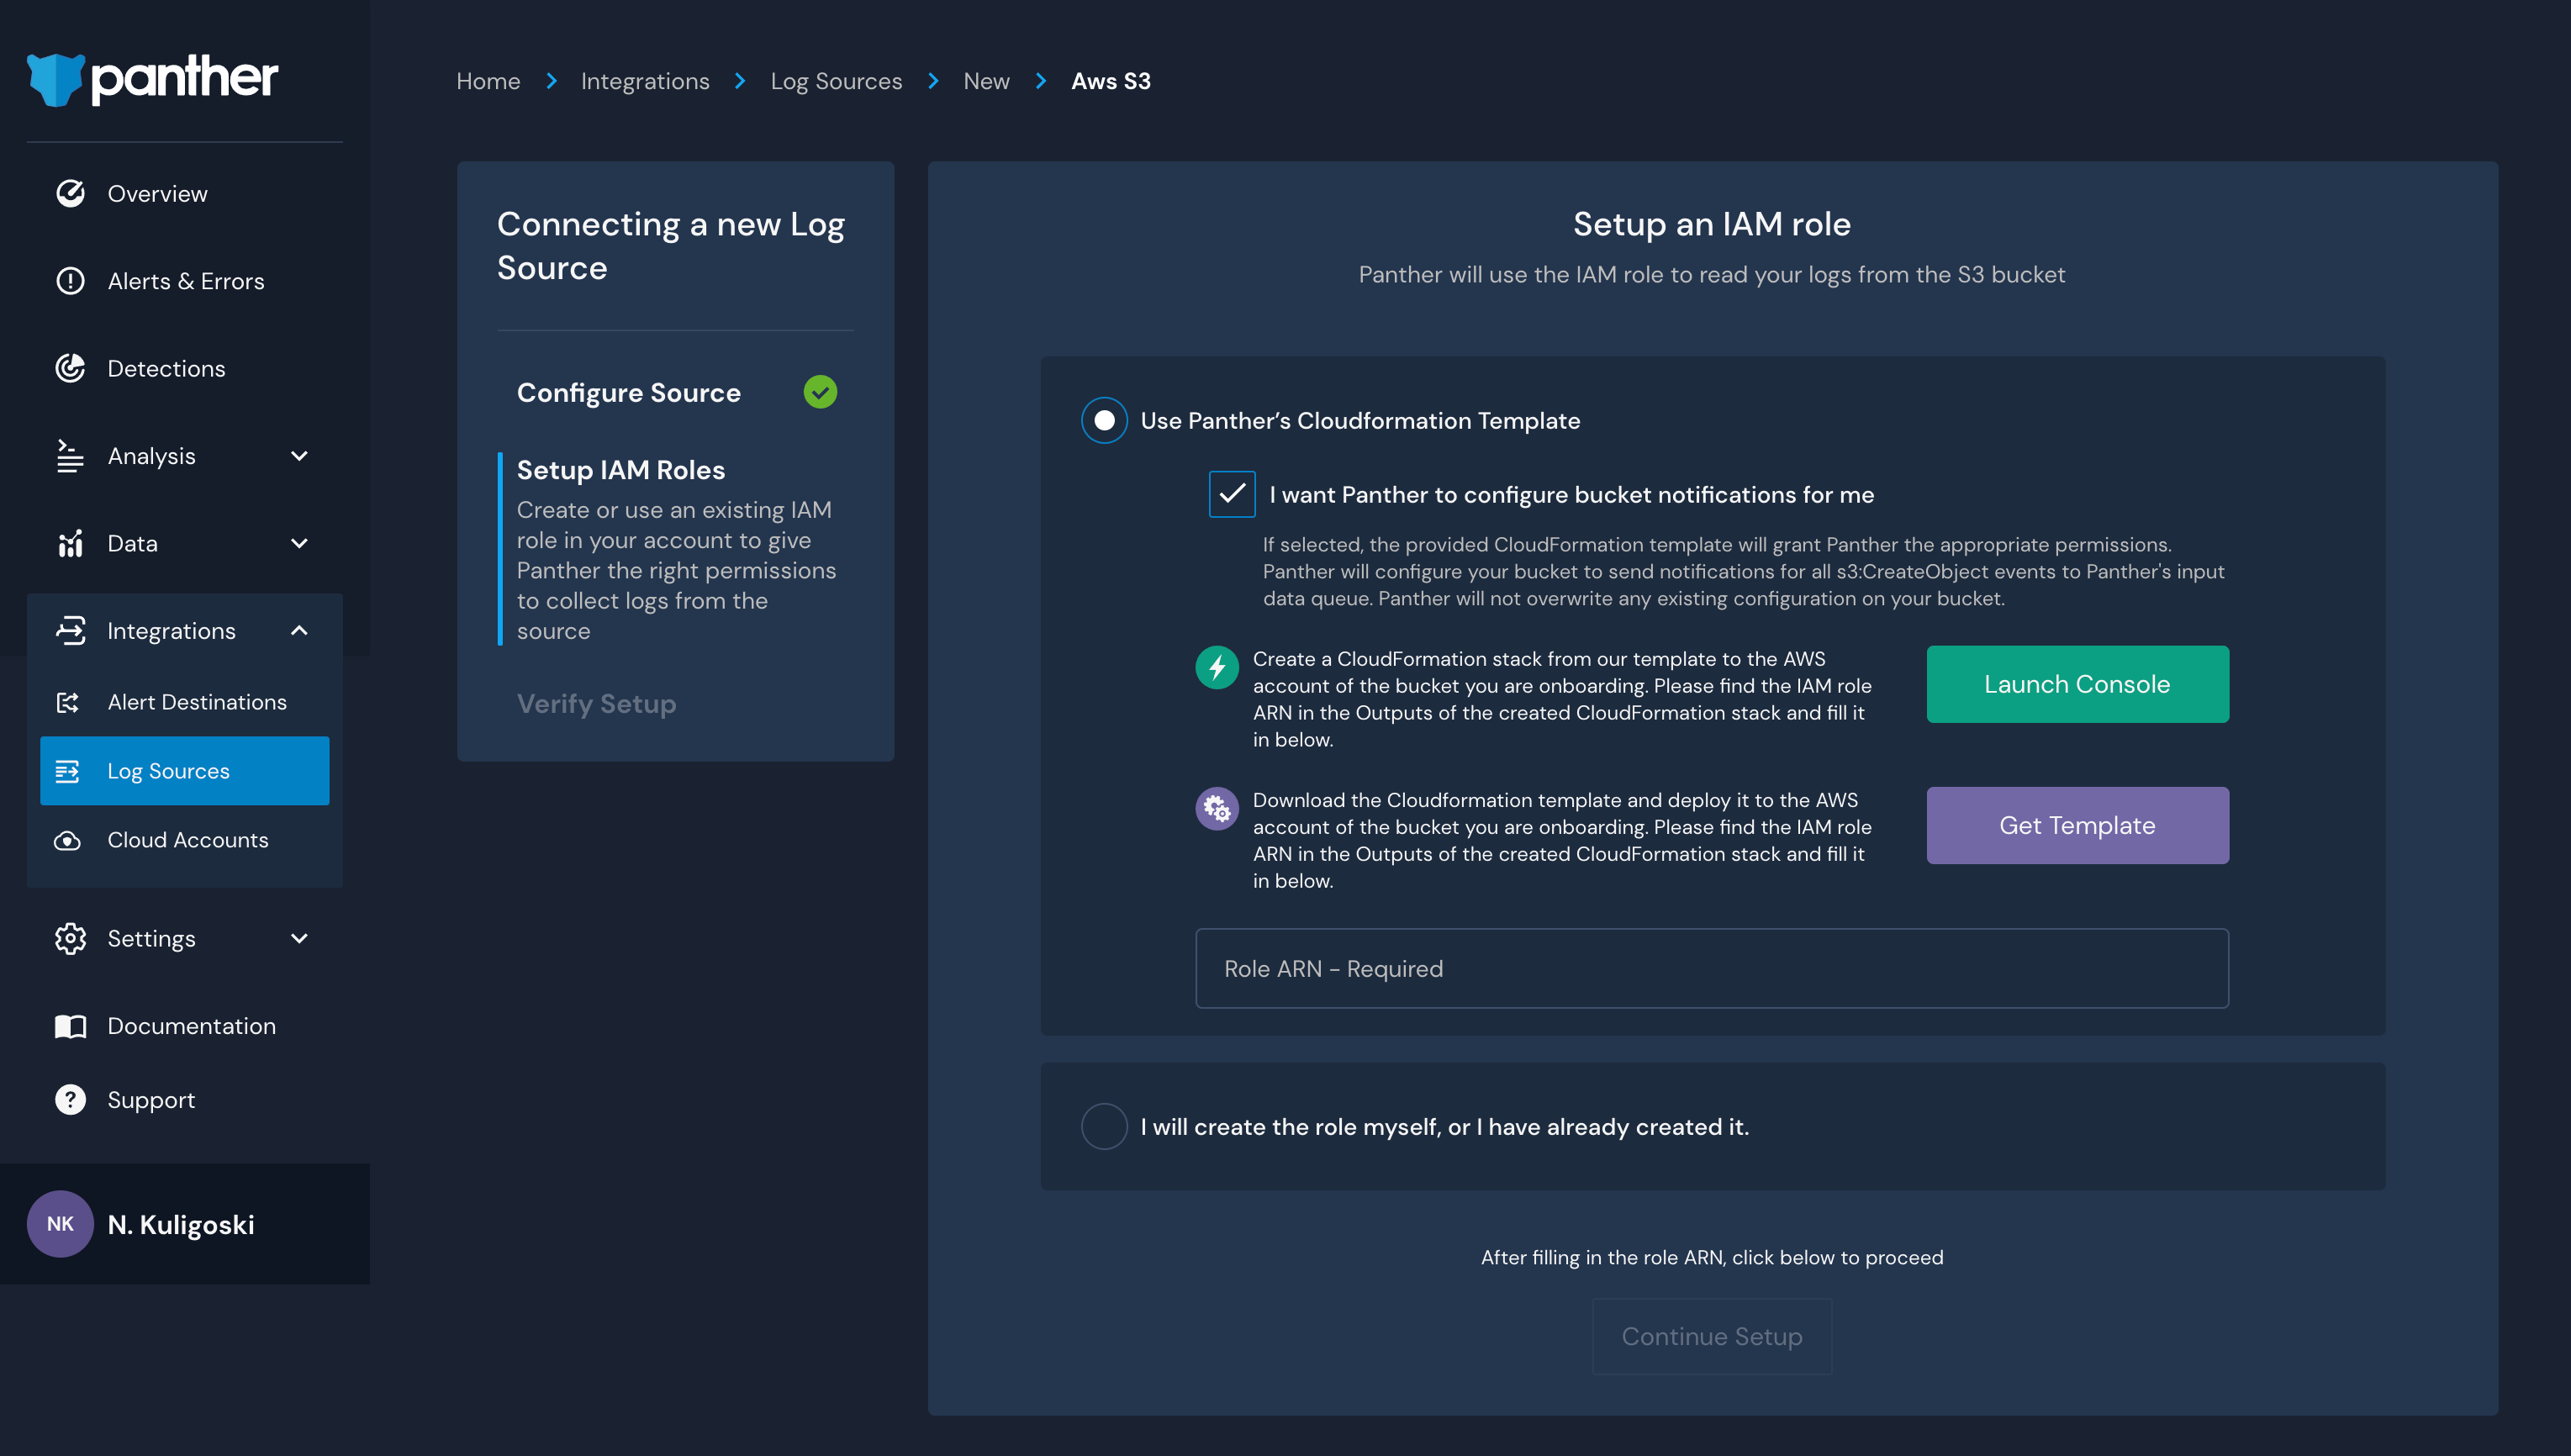 panther
Overview
Alerts & Errors
Detections
Analysis
Data
Integrations
Alert Destinations
Log Sources
Cloud Accounts
Settings
Documentation
Support
NK
N. Kuligoski
Home
Integrations
Log Sources
New
Aws S3
Connecting a new Log
Source
Configure Source
Setup IAM Roles
Create or use an existing IAM
role in your account to give
Panther the right permissions
to collect logs from the
source
Verify Setup
Setup an IAM role
Panther will use the IAM role to read your logs from the S3 bucket
Use Panther’s Cloudformation Template
I want Panther to configure bucket notifications for me
If selected, the provided CloudFormation template will grant Panther the appropriate permissions.
Panther will configure your bucket to send notifications for all s3:CreateObject events to Panther's input
data queue. Panther will not overwrite any existing configuration on your bucket.
Create a CloudFormation stack from our template to the AWS
account of the bucket you are onboarding. Please find the IAM role
ARN in the Outputs of the created CloudFormation stack and fill it
in below.
Launch Console
Download the Cloudformation template and deploy it to the AWS
account of the bucket you are onboarding. Please find the IAM role
ARN in the Outputs of the created CloudFormation stack and fill it
in below.
Get Template
Role ARN - Required
I will create the role myself, or I have already created it.
After filling in the role ARN, click below to proceed
Continue Setup